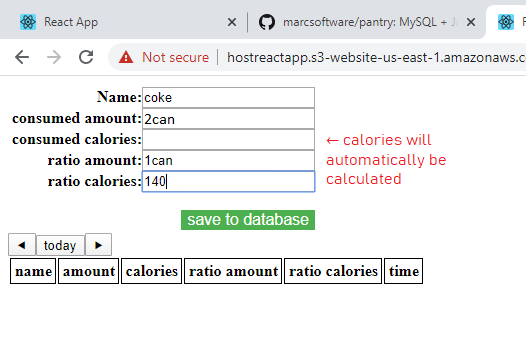 React App
marcsoftware/pantry: MySQL + J
R
Not secure
hostreactapp.s3-website-us-east-1.amazonaws.c
Name:
coke
consumed amount:
2can
consumed calories:
← calories will
automatically be
calculated
ratio amount:
1can
ratio calories:
140
save to database
◄ today ►
name amount calories ratio amount ratio calories time